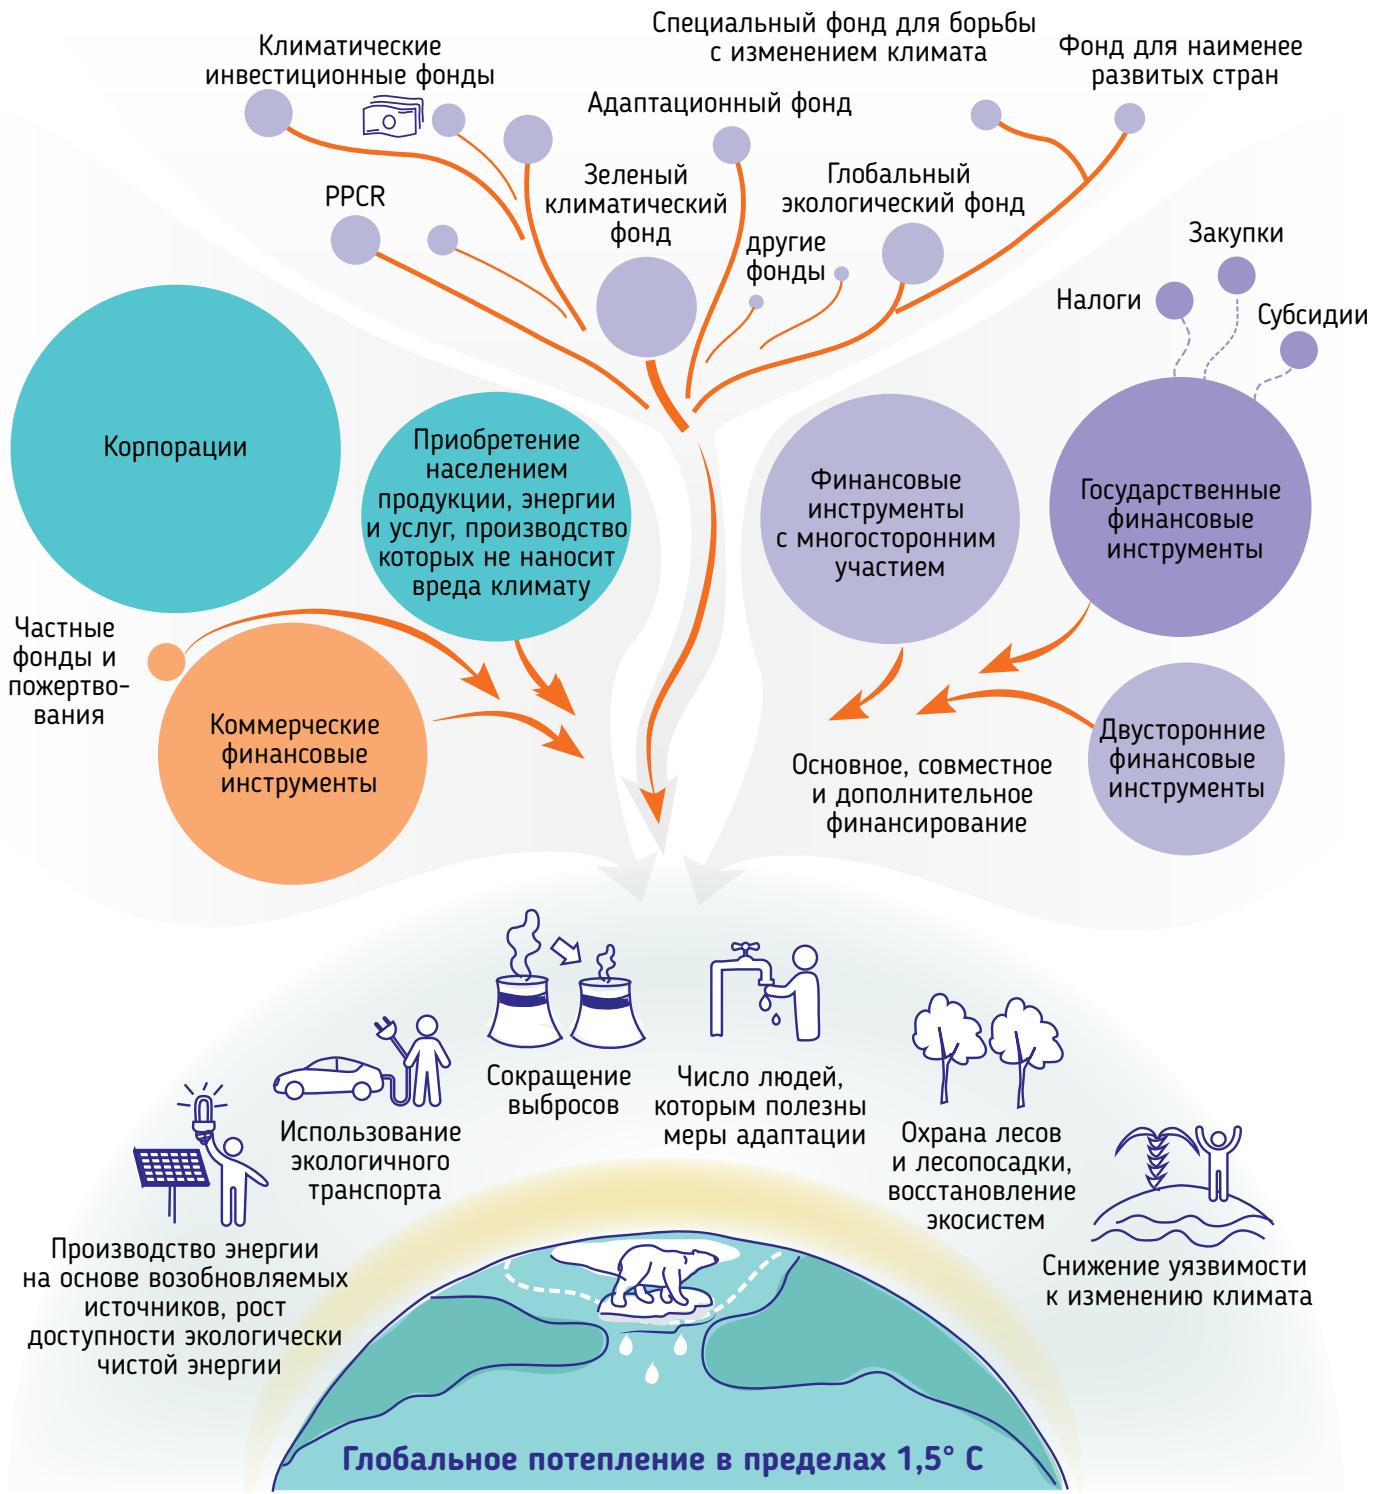 Специальный фонд для борьбы
с изменением климата
Климатические
инвестиционные фонды
Фонд для наименее
развитых стран
Адаптационный фонд
Зеленый
климатический
фонд
Глобальный
экологический фонд
PPCR
другие
фонды
Закупки
Налоги
Субсидии
Корпорации
Приобретение
населением
продукции, энергии
и услуг, производство
которых не наносит
вреда климату
Финансовые
инструменты
с многосторонним
участием
Государственные
финансовые
инструменты
Частные
фонды и
пожертво-
вания
Коммерческие
финансовые
инструменты
Двусторонние
финансовые
инструменты
Основное, совместное
и дополнительное
финансирование
Сокращение
выбросов
Число людей,
которым полезны
меры адаптации
Использование
экологичного
транспорта
Охрана лесов
и лесопосадки,
восстановление
экосистем
Производство энергии
на основе возобновляемых
источников, рост
доступности экологически
чистой энергии
Снижение уязвимости
к изменению климата
Глобальное потепление в пределах 1,5° C